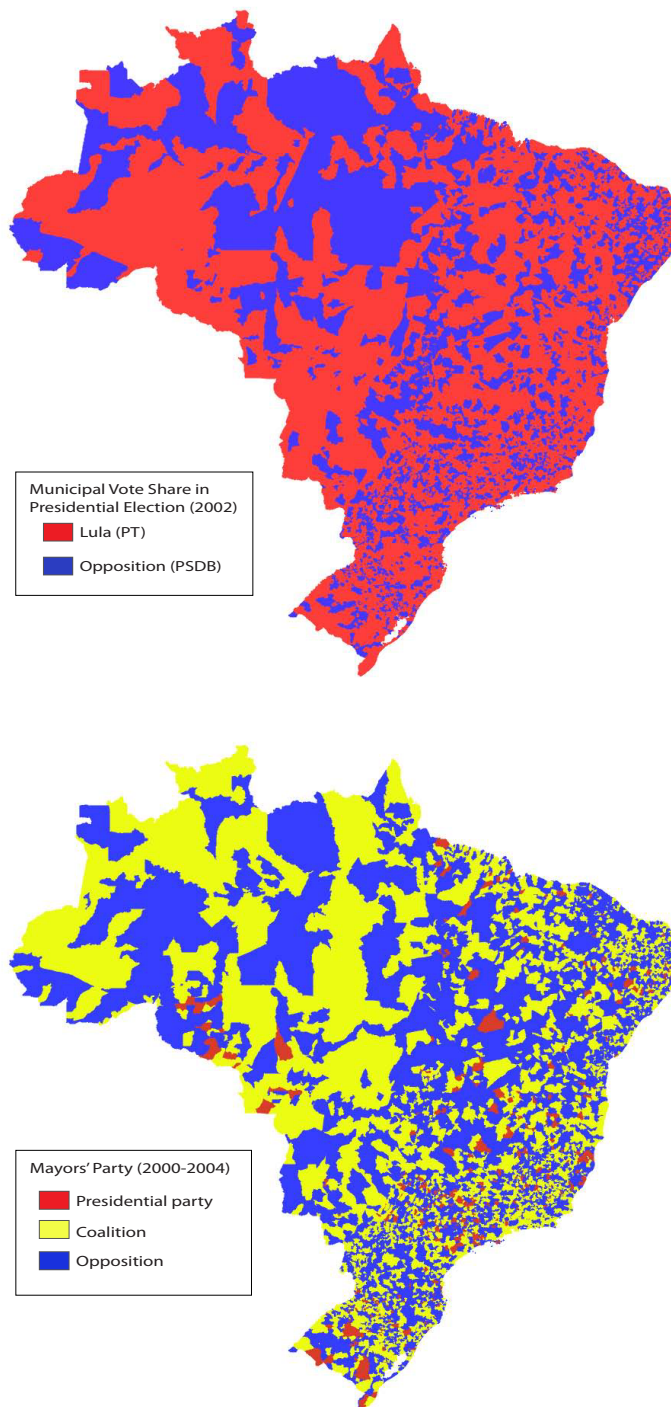 Municipal Vote Share in
Presidential Election (2002)
Lula (PT)
Opposition (PSDB)
Mayors' Party (2000-2004)
Presidential party
Coalition
Opposition